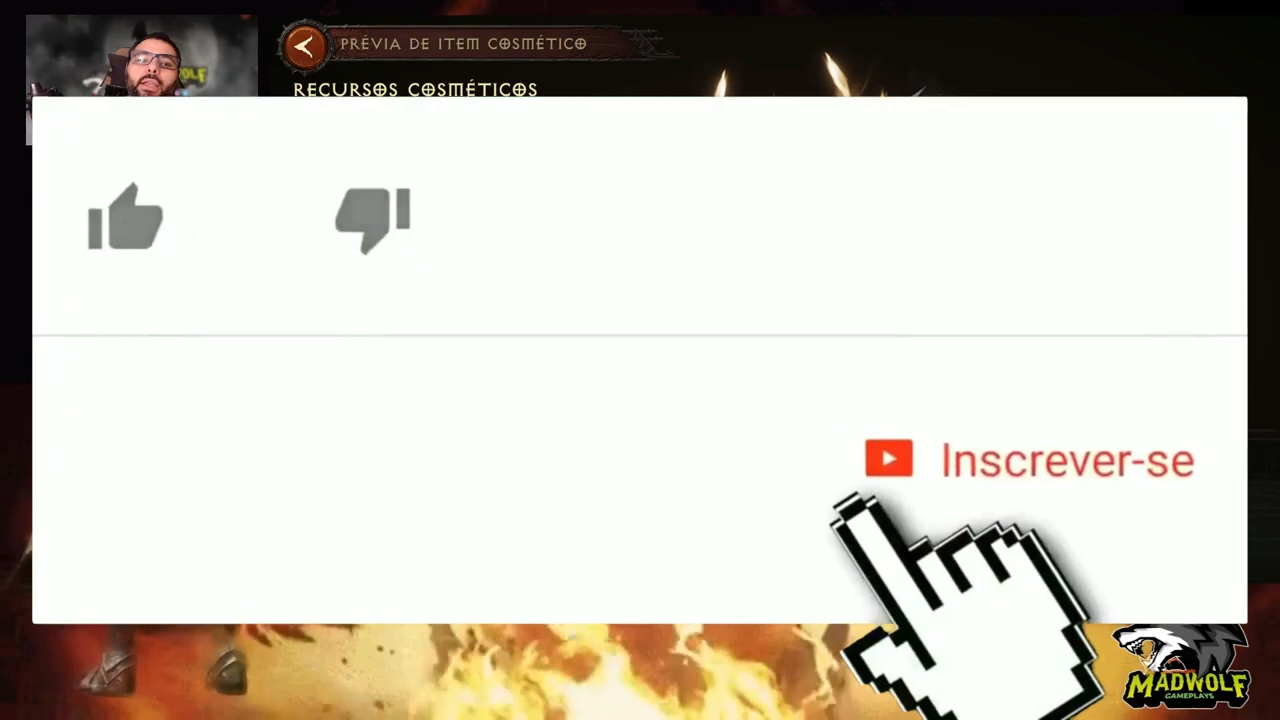 PRÉVIA DE ITEM COSMÉTICO
RECURSOS COSMÉTICOS
Inscrever-se
MADWOLF
GAMEPLAYS